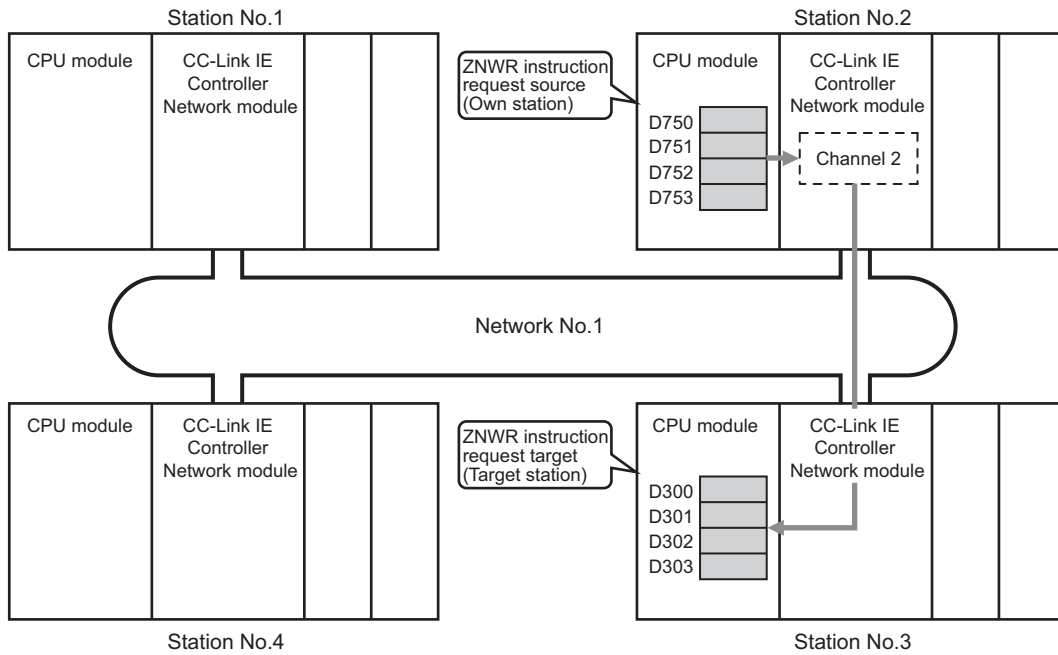 Station No.1
CPU module
CC-Link IE
Controller
Network module
Station No.2
ZNWR instruction
request source
(Own station)
CPU module
D750
D751
D752
D753
CC-Link IE
Controller
Network module
Channel 2
Network No.1
CPU module
CC-Link IE
Controller
Network module
Station No.4
ZNWR instruction
request target
(Target station)
CPU module
D300
D301
D302
D303
CC-Link IE
Controller
Network module
Station No.3